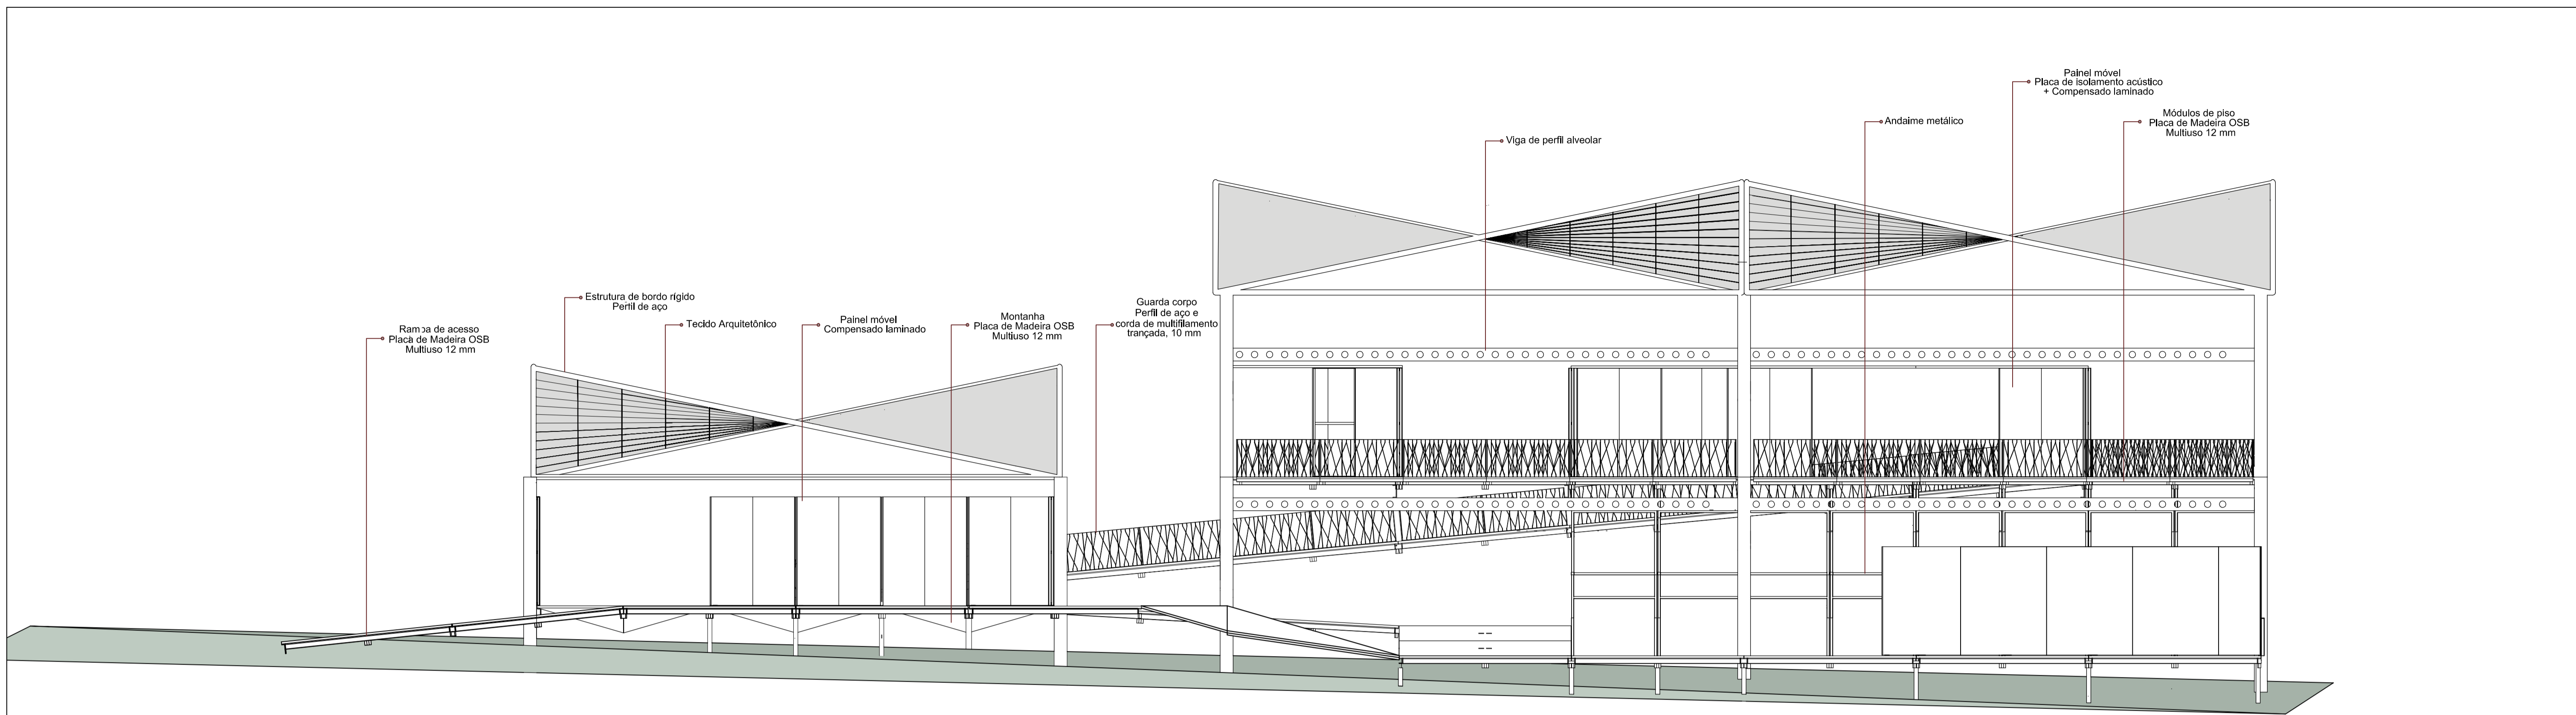 Painel móvel
Placa de isolamento acústico
+ Compensado laminado
Módulos de piso
Placa de Madeira OSB
Multiuso 12 mm
Andaime metálico
Viga de perfil alveolar
Estrutura de bordo rígido
Perfil de aço
Tecido Arquitetônico
Painel móvel
Compensado laminado
Montanha
Placa de Madeira OSB
Multiuso 12 mm
Guarda corpo
Perfil de aço e
corda de multifilamento
trançada, 10 mm
Rampa de acesso
Placa de Madeira OSB
Multiuso 12 mm